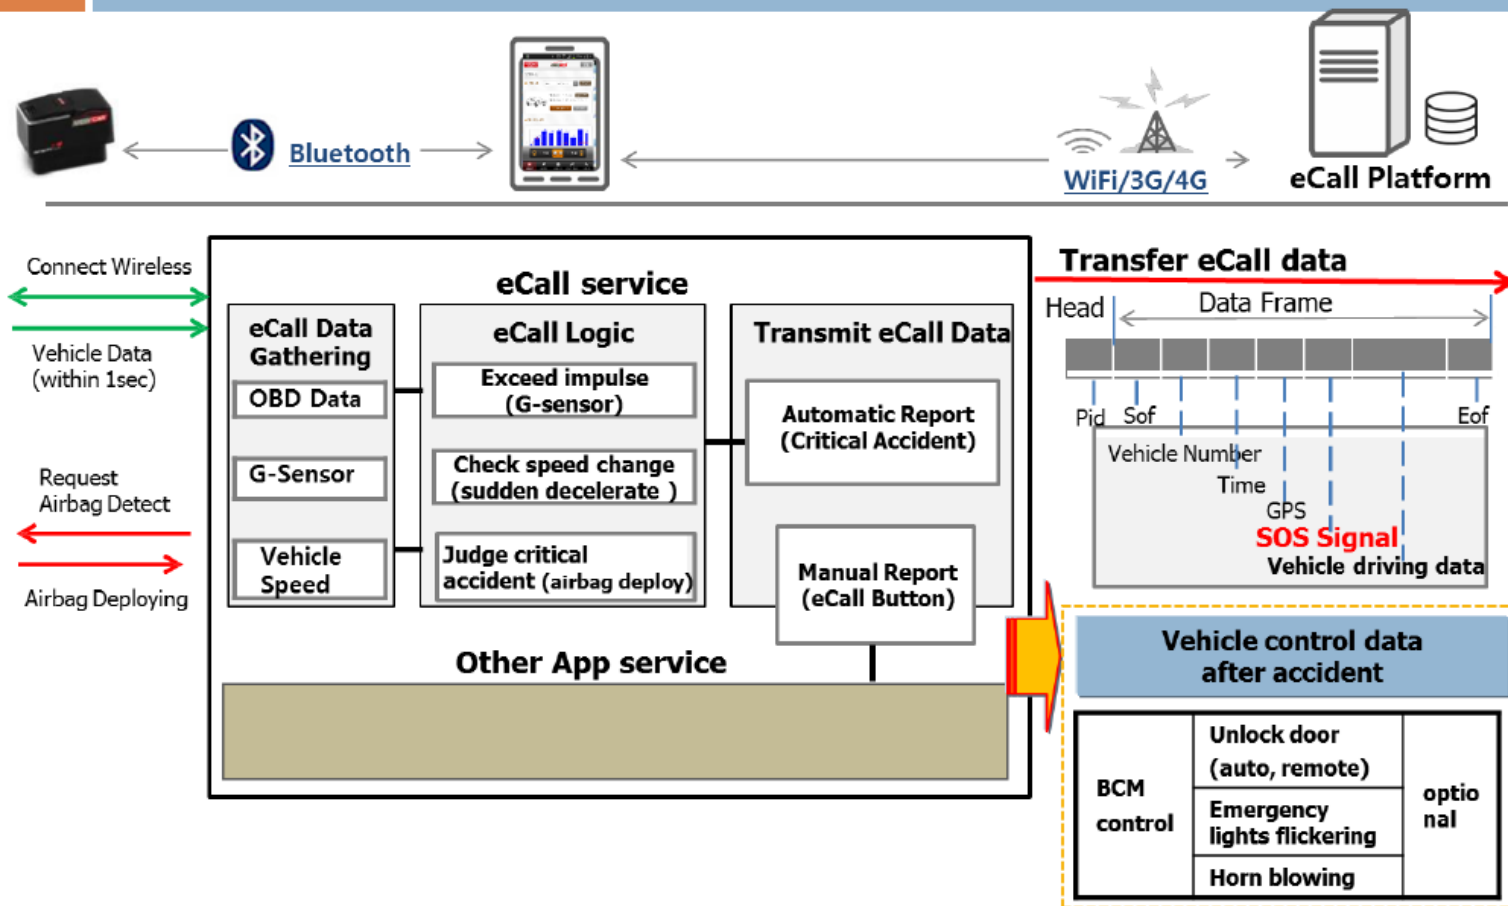 Bluetooth
WiFi/3G/4G
eCall Platform
Connect Wireless
Vehicle Data
(within 1sec)
Request
Airbag Detect
Airbag Deploying
eCall service
eCall Data
Gathering
OBD Data
G-Sensor
Vehicle
Speed
eCall Logic
Exceed impulse
(G-sensor)
Check speed change
(sudden decelerate )
Judge critical
accident (airbag deploy)
Transmit eCall Data
Automatic Report
(Critical Accident)
Manual Report
(eCall Button)
Other App service
Transfer eCall data
Head
Data Frame
Pid
Sof
Eof
Vehicle Number
Time
GPS
SOS Signal
Vehicle driving data
Vehicle control data
after accident
BCM
control
Unlock door
(auto, remote)
Emergency
lights flickering
Horn blowing
optio
nal